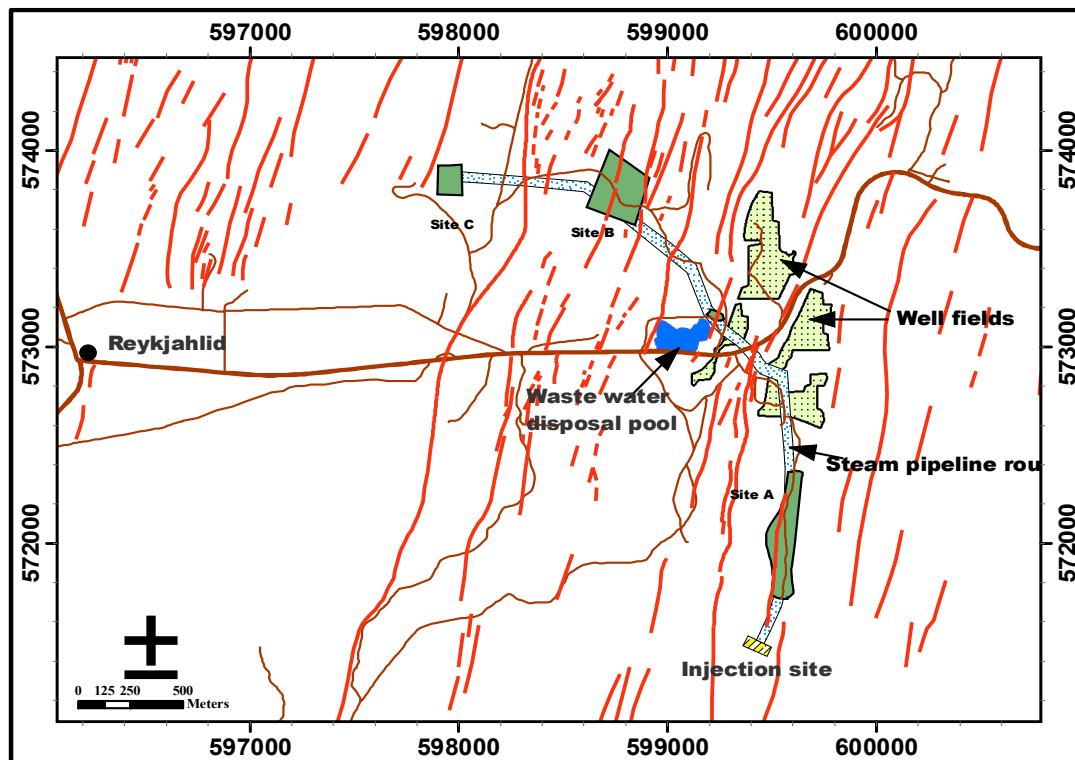 597000 598000 599000 600000
574000 574000
Site C
Site B
573000 573000
Reykjahlid
Well fields
Waste water
disposal pool
Steam pipeline rou
Site A
572000 572000
Injection site
0 125 250 500
Meters
597000 598000 599000 600000